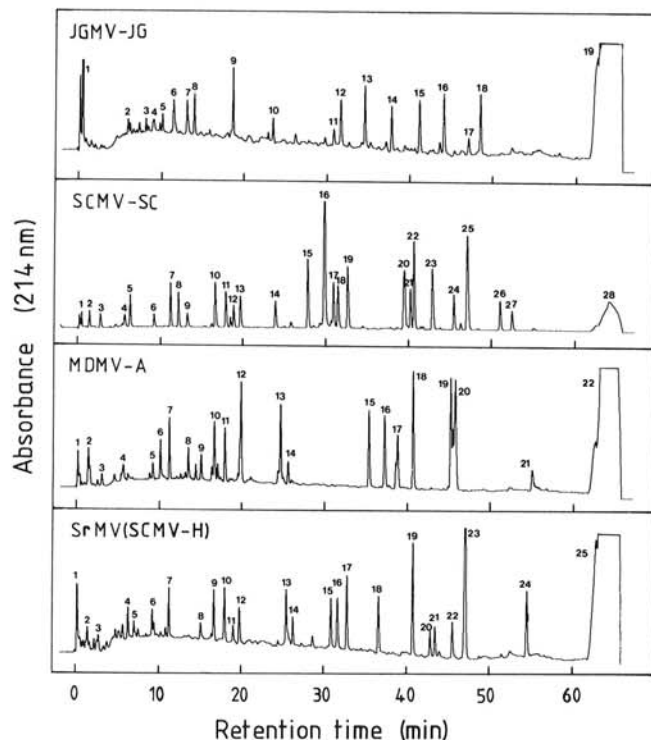 JGMV-JG
1 2 3 4 5 6 7 8 9 10 11 12 13 14 15 16 17 18 19
SCMV-SC
1 2 3 4 5 6 7 8 9 10 11 12 13 14 15 16 17 18 19 20 21 22 23 24 25 26 27 28
MDMV-A
1 2 3 4 5 6 7 8 9 10 11 12 13 14 15 16 17 18 19 20 21 22
SrMV(SCMV-H)
1 2 3 4 5 6 7 8 9 10 11 12 13 14 15 16 17 18 19 20 21 22 23 24 25
Absorbance (214 nm)
0 10 20 30 40 50 60
Retention time (min)